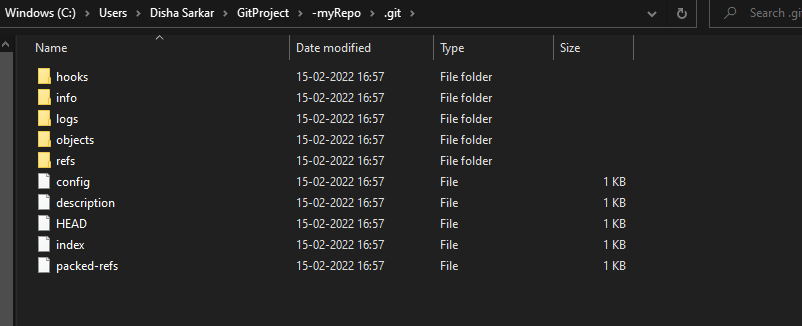 Windows (C:) > Users > Disha Sarkar > GitProject > -myRepo > .git > Search .gi
Name Date modified Type Size
hooks 15-02-2022 16:57 File folder
info 15-02-2022 16:57 File folder
logs 15-02-2022 16:57 File folder
objects 15-02-2022 16:57 File folder
refs 15-02-2022 16:57 File folder
config 15-02-2022 16:57 File 1 KB
description 15-02-2022 16:57 File 1 KB
HEAD 15-02-2022 16:57 File 1 KB
index 15-02-2022 16:57 File 1 KB
packed-refs 15-02-2022 16:57 File 1 KB